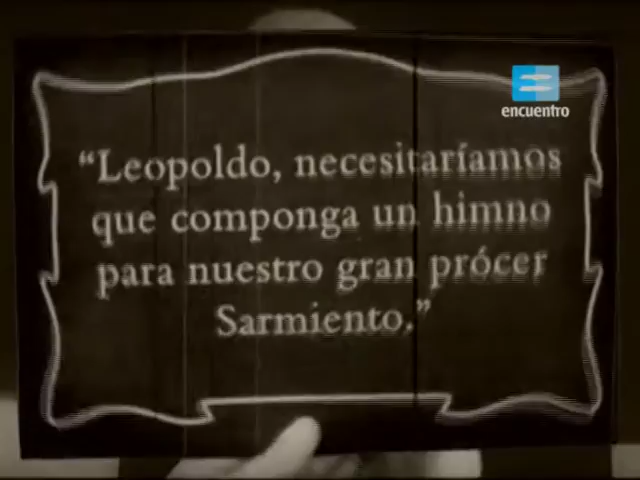 encuentro
“Leopoldo, necesitaríamos
que componga un himno
para nuestro gran prócer
Sarmiento.”